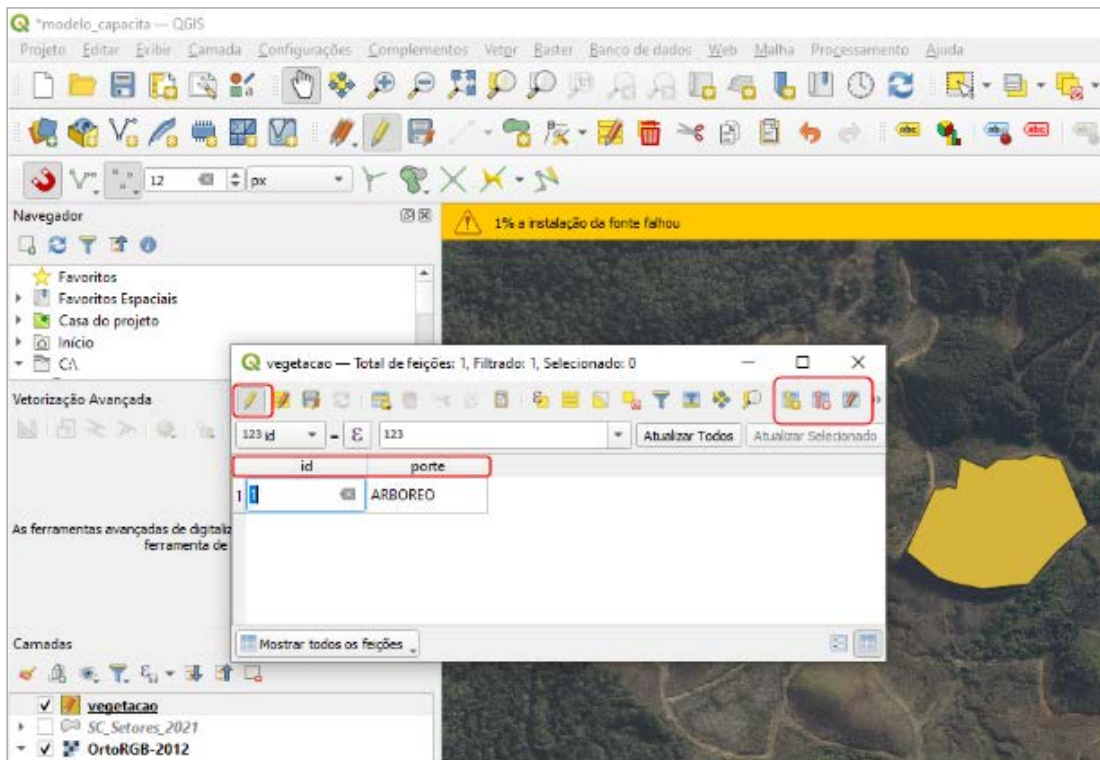 *modelo_capacita — QGIS
Projeto Editar Exibir Camada Configurações Complementos Vetor Raster Banco de dados Web Malha Processamento Ajuda
12 px
Navegador
1% a instalação da fonte falhou
Favoritos
Favoritos Espaciais
Casa do projeto
Início
C:\
vegetacao — Total de feições: 1, Filtrado: 1, Selecionado: 0
Vetorização Avançada
123 id = ε 123 Atualizar Todos Atualizar Selecionado
id porte
1 1 ARBOREO
As ferramentas avançadas de digitaliz
ferramenta de
Mostrar todos os feições
Camadas
vegetacao
SC_Setores_2021
OrtoRGB-2012